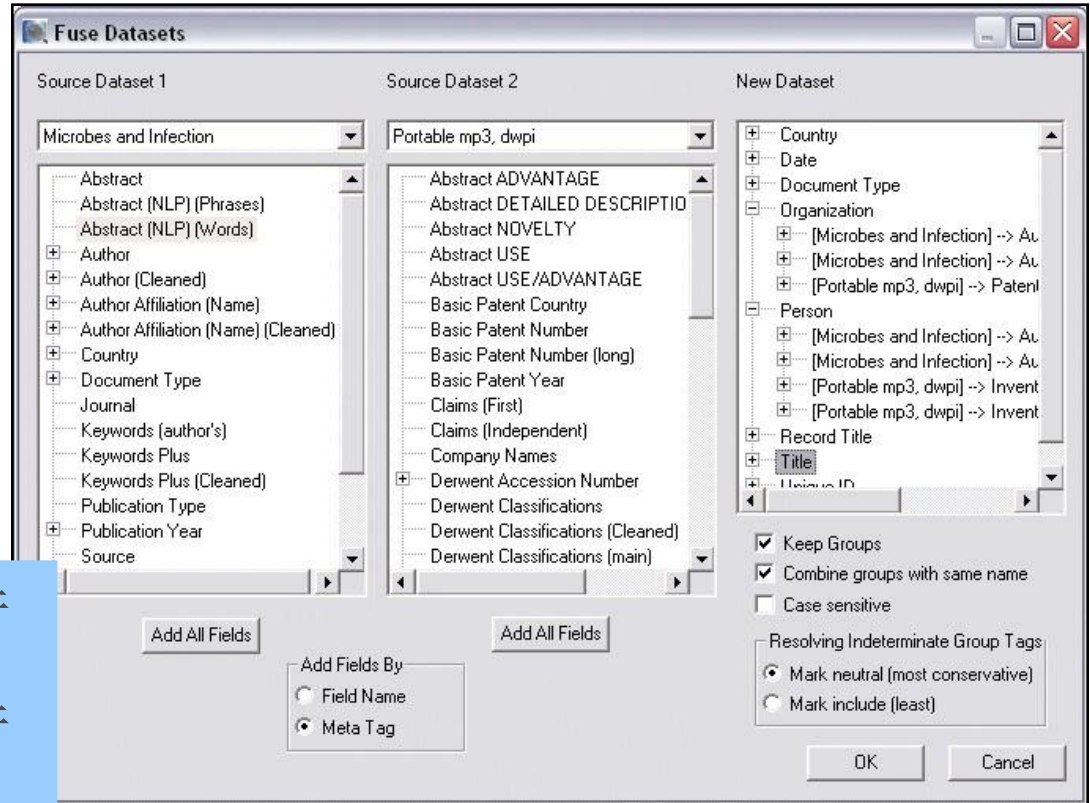 Fuse Datasets
Source Dataset 1
Source Dataset 2
New Dataset
Microbes and Infection
Abstract
Abstract (NLP) (Phrases)
Abstract (NLP) (Words)
Author
Author (Cleaned)
Author Affiliation (Name)
Author Affiliation (Name) (Cleaned)
Country
Document Type
Journal
Keywords (author's)
Keywords Plus
Keywords Plus (Cleaned)
Publication Type
Publication Year
Source
Add All Fields
Portable mp3, dwpi
Abstract ADVANTAGE
Abstract DETAILED DESCRIPTIO
Abstract NOVELTY
Abstract USE
Abstract USE/ADVANTAGE
Basic Patent Country
Basic Patent Number
Basic Patent Number (long)
Basic Patent Year
Claims (First)
Claims (Independent)
Company Names
Derwent Accession Number
Derwent Classifications
Derwent Classifications (Cleaned)
Derwent Classifications (main)
Add All Fields
Add Fields By
Field Name
Meta Tag
Country
Date
Document Type
Organization
[Microbes and Infection] --> Au
[Microbes and Infection] --> Au
[Portable mp3, dwpi] --> Patent
Person
[Microbes and Infection] --> Au
[Microbes and Infection] --> Au
[Portable mp3, dwpi] --> Invent
[Portable mp3, dwpi] --> Invent
Record Title
Title
Unique ID
Keep Groups
Combine groups with same name
Case sensitive
Resolving Indeterminate Group Tags
Mark neutral (most conservative)
Mark include (least)
OK
Cancel